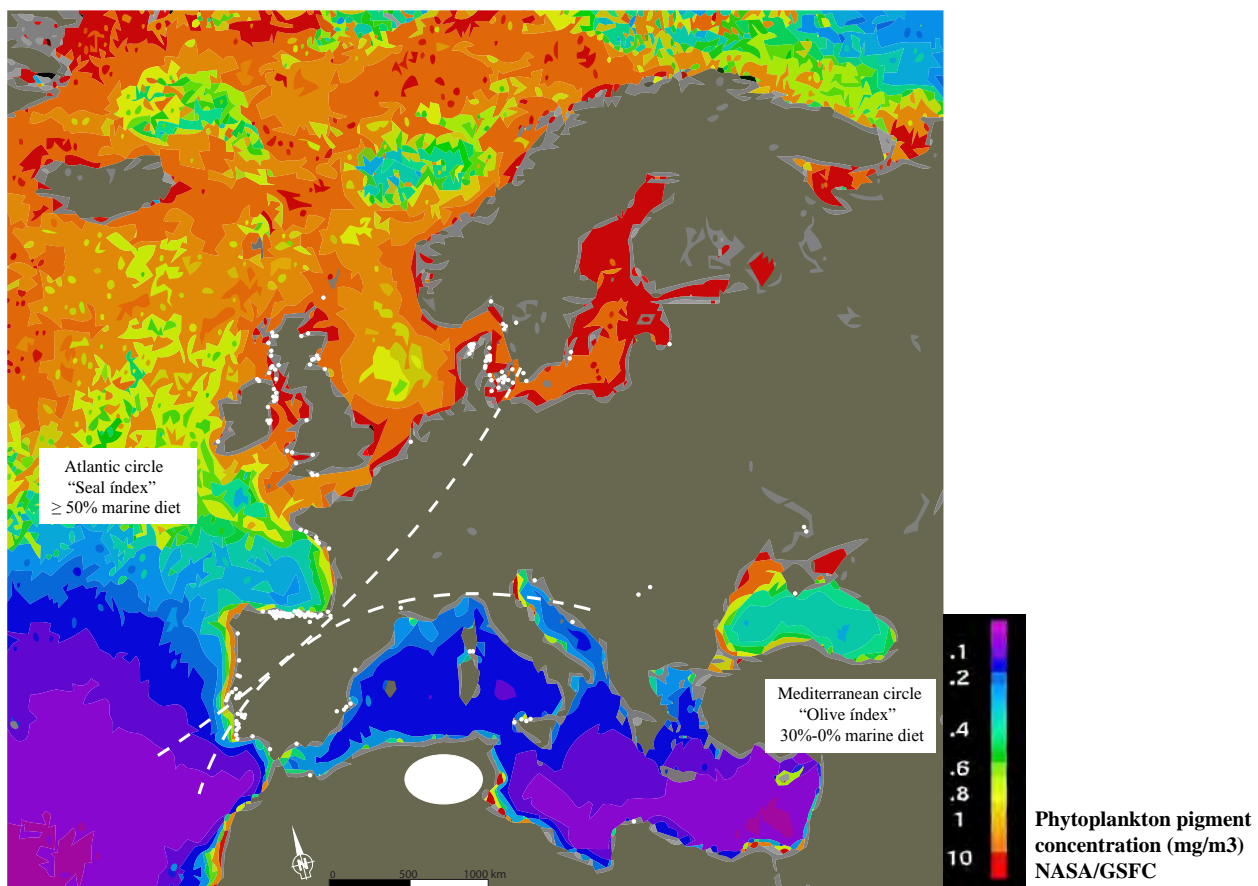 Atlantic circle
“Seal índex”
≥ 50% marine diet
Mediterranean circle
“Olive índex”
30%-0% marine diet
.1
.2
.4
.6
.8
1
10
Phytoplankton pigment
concentration (mg/m3)
NASA/GSFC
N
0 500 1000 km